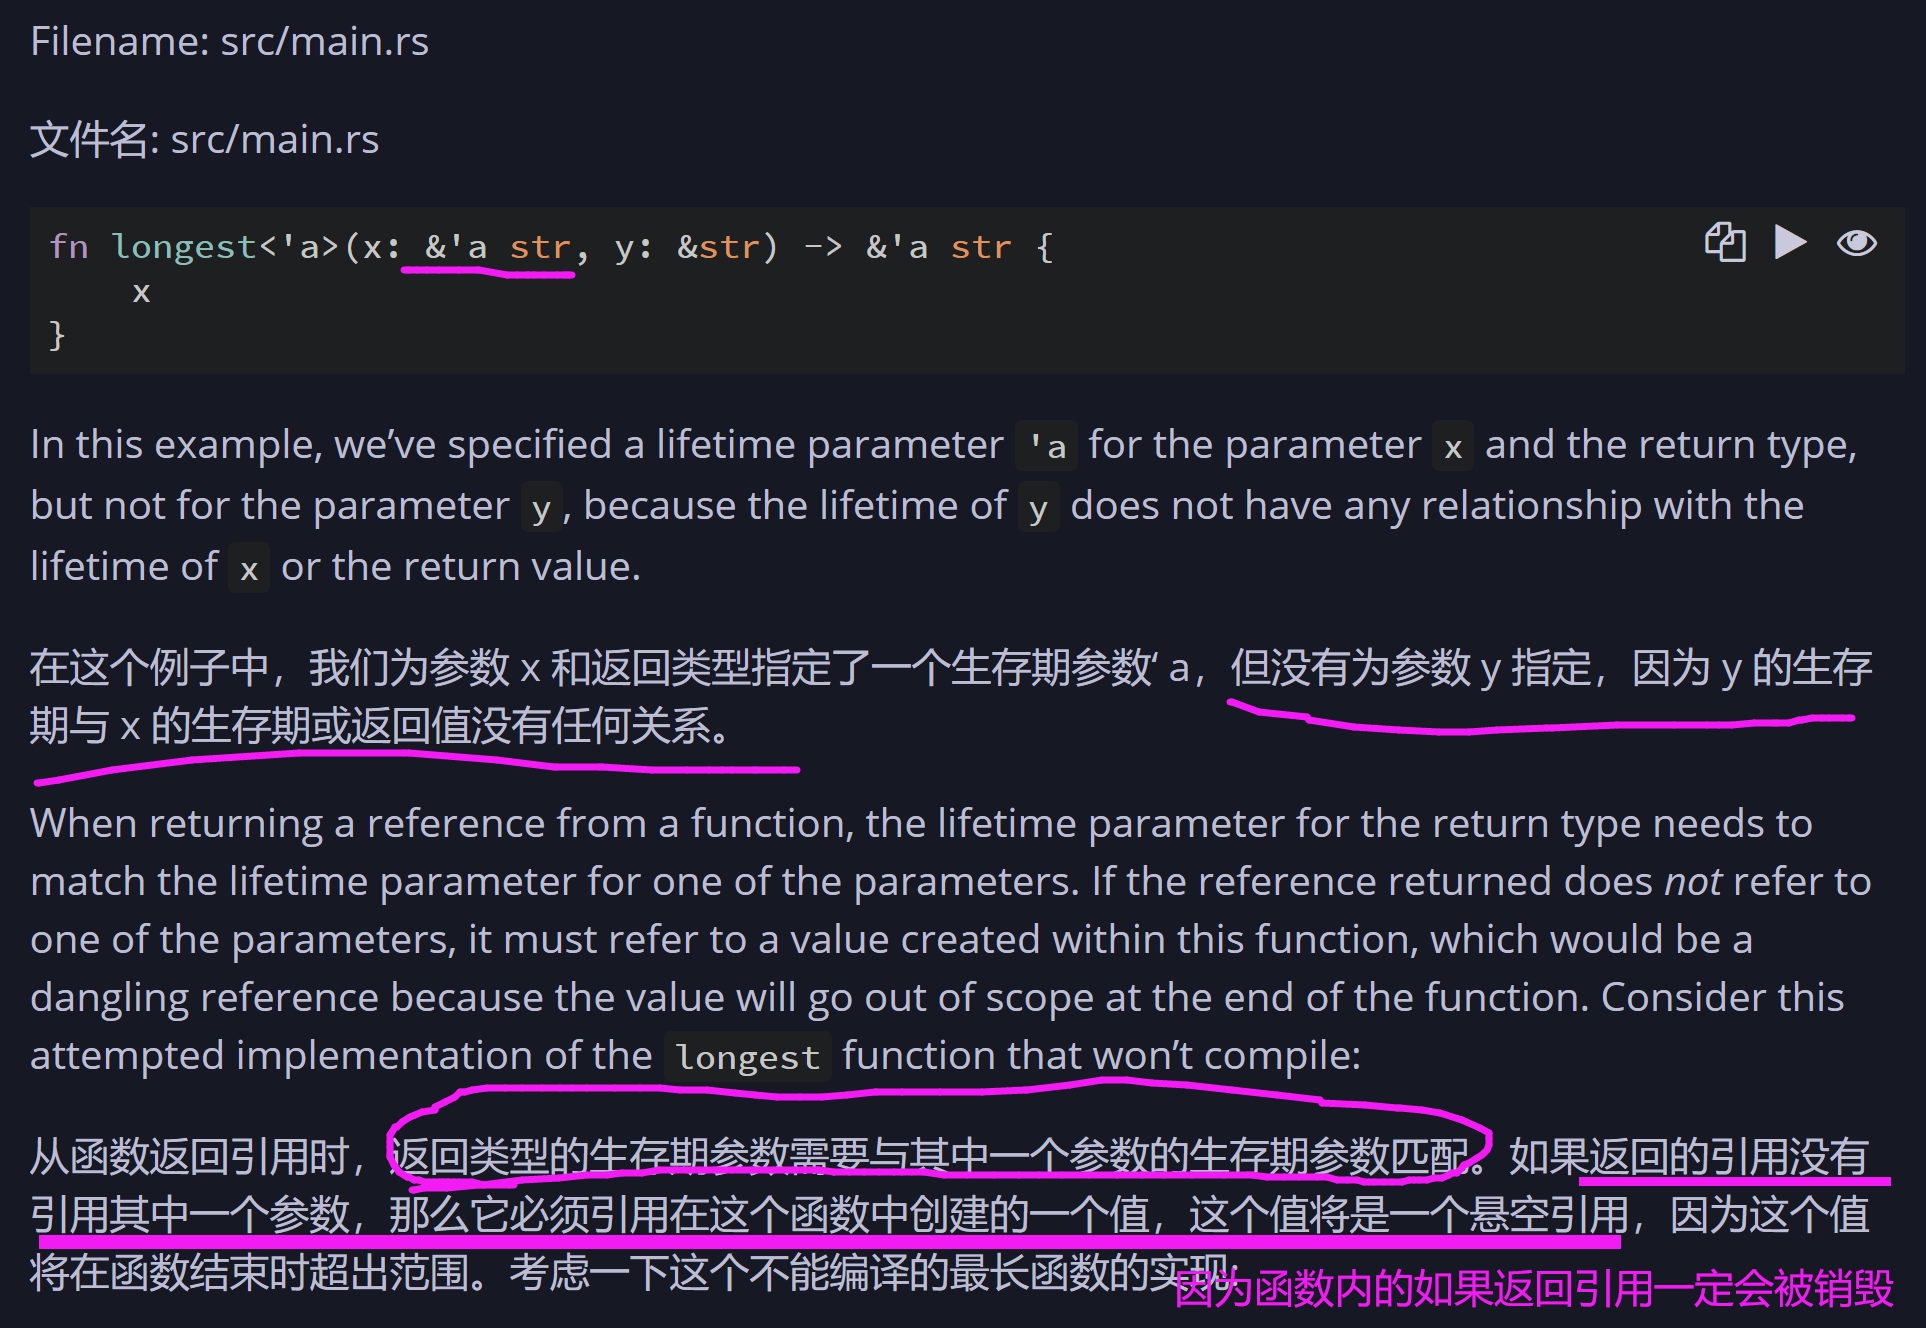 Filename: src/main.rs
文件名: src/main.rs
fn longest<'a>(x: &'a str, y: &str) -> &'a str {
    x
}
In this example, we’ve specified a lifetime parameter 'a for the parameter x and the return type,
but not for the parameter y, because the lifetime of y does not have any relationship with the
lifetime of x or the return value.
在这个例子中，我们为参数 x 和返回类型指定了一个生存期参数‘ a，但没有为参数 y 指定，因为 y 的生存
期与 x 的生存期或返回值没有任何关系。
When returning a reference from a function, the lifetime parameter for the return type needs to
match the lifetime parameter for one of the parameters. If the reference returned does not refer to
one of the parameters, it must refer to a value created within this function, which would be a
dangling reference because the value will go out of scope at the end of the function. Consider this
attempted implementation of the longest function that won’t compile:
从函数返回引用时，返回类型的生存期参数需要与其中一个参数的生存期参数匹配。如果返回的引用没有
引用其中一个参数，那么它必须引用在这个函数中创建的一个值，这个值将是一个悬空引用，因为这个值
将在函数结束时超出范围。考虑一下这个不能编译的最长函数的实现:
因为函数内的如果返回引用一定会被销毁